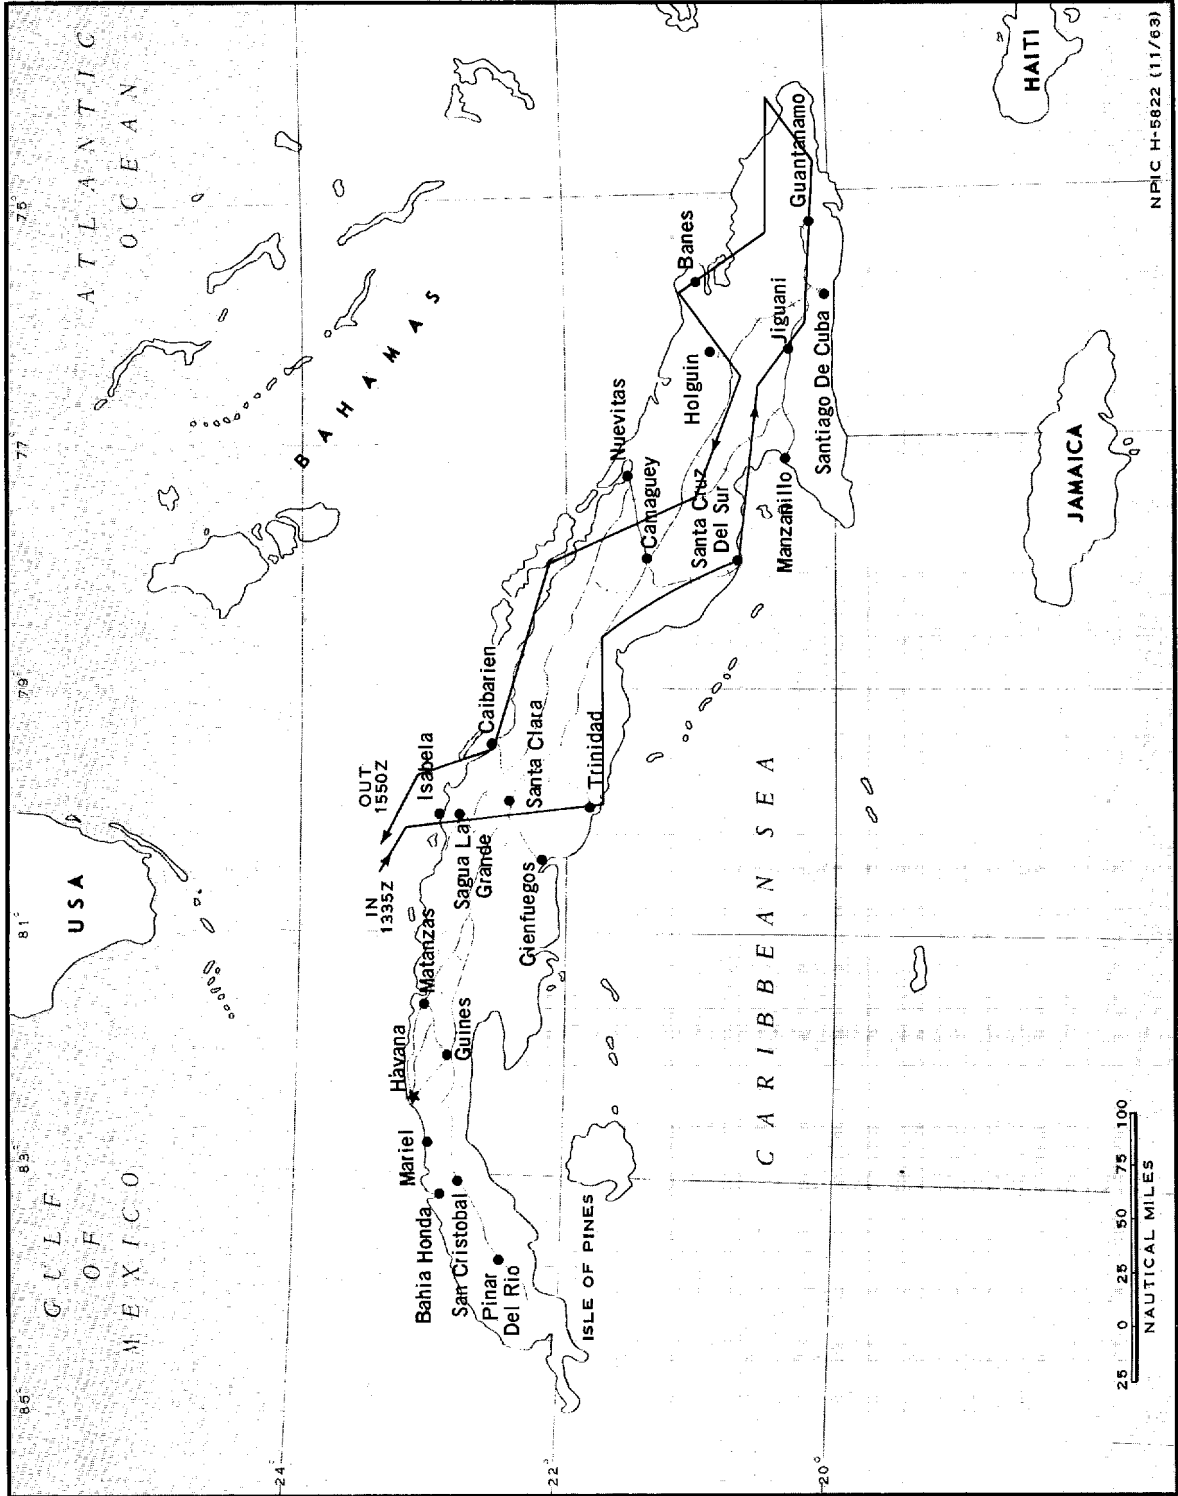 85°
83°
81°
79°
77°
75°
GULF
OF
MEXICO
USA
ATLANTIC
OCEAN
BAHAMAS
24°
22°
20°
IN
1335Z
OUT
1550Z
Havana
Matanzas
Mariel
Bahia Honda
San Cristobal
Pinar
Del Rio
Guines
ISLE OF PINES
Isabela
Sagua La
Grande
Cienfuegos
Santa Clara
Caibarien
Trinidad
Nuevitas
Camaguey
Santa Cruz
Del Sur
Holguin
Banes
Manzanillo
Jiguani
Santiago De Cuba
Guantanamo
CARIBBEAN SEA
JAMAICA
HAITI
25 0 25 50 75 100
NAUTICAL MILES
NPIC H-5822 (11/63)